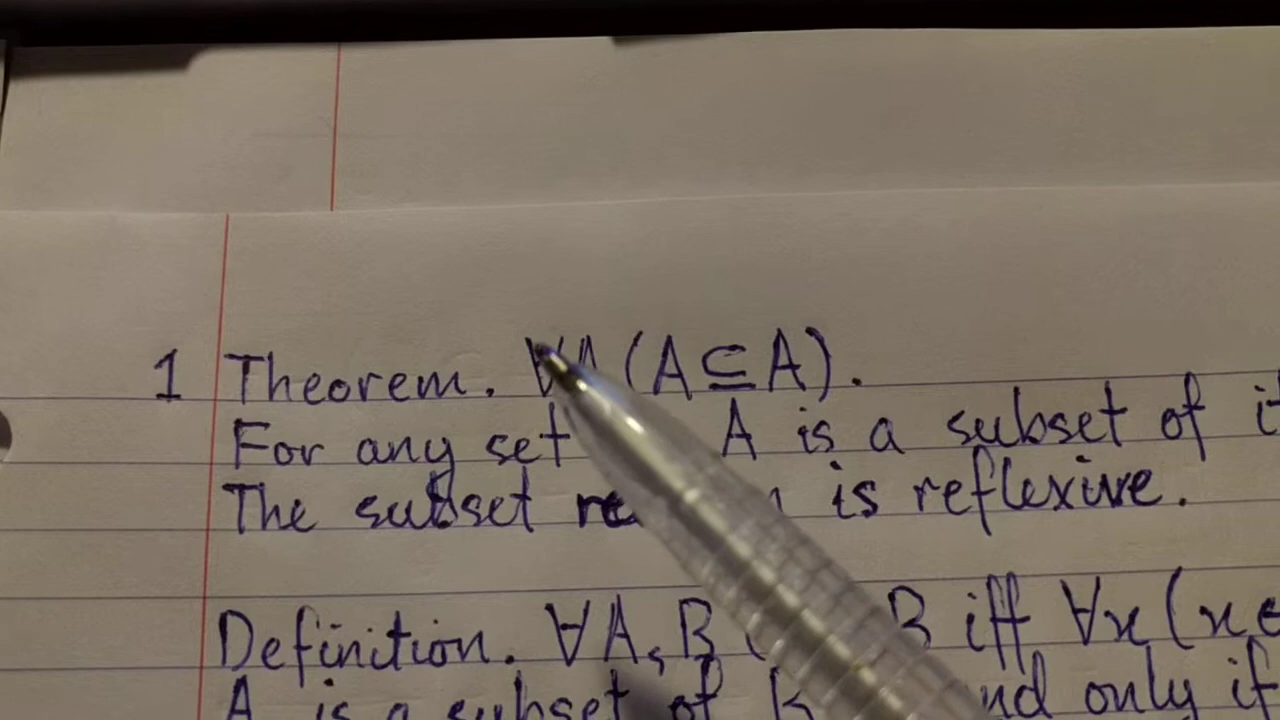 1 Theorem. ∀A (A ⊆ A).
For any set A is a subset of
The subset is reflexive.
Definition. ∀A, B ( B iff ∀x (x ∈
A is a subset of B and only if